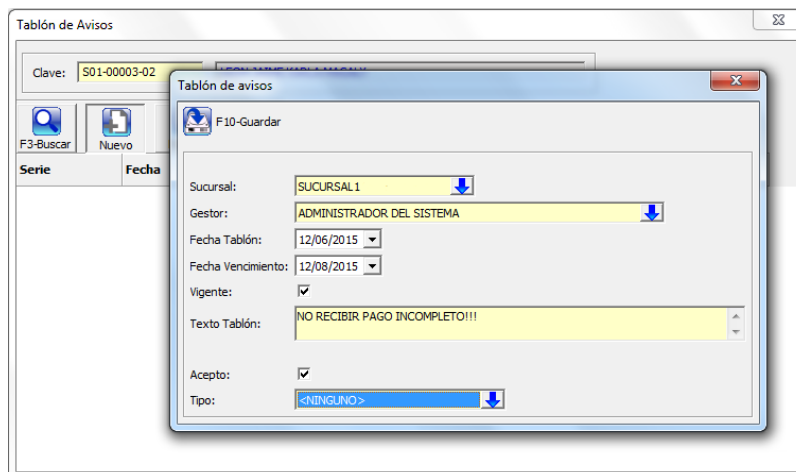 Tablón de Avisos
Clave: S01-00003-02
Tablón de avisos
F10-Guardar
F3-Buscar Nuevo
Serie Fecha
Sucursal: SUCURSAL1
Gestor: ADMINISTRADOR DEL SISTEMA
Fecha Tablón: 12/06/2015
Fecha Vencimiento: 12/08/2015
Vigente:
Texto Tablón: NO RECIBIR PAGO INCOMPLETO!!!
Acepto:
Tipo: <NINGUNO>